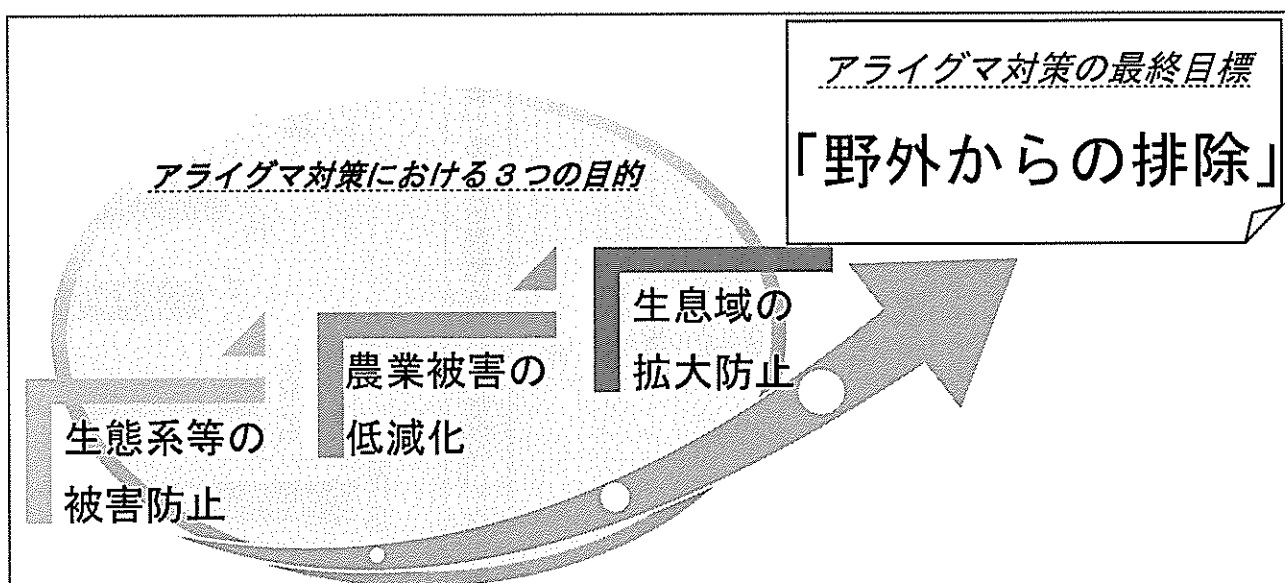 アライグマ対策の最終目標
「野外からの排除」
アライグマ対策における３つの目的
生息域の
拡大防止
農業被害の
低減化
生態系等の
被害防止